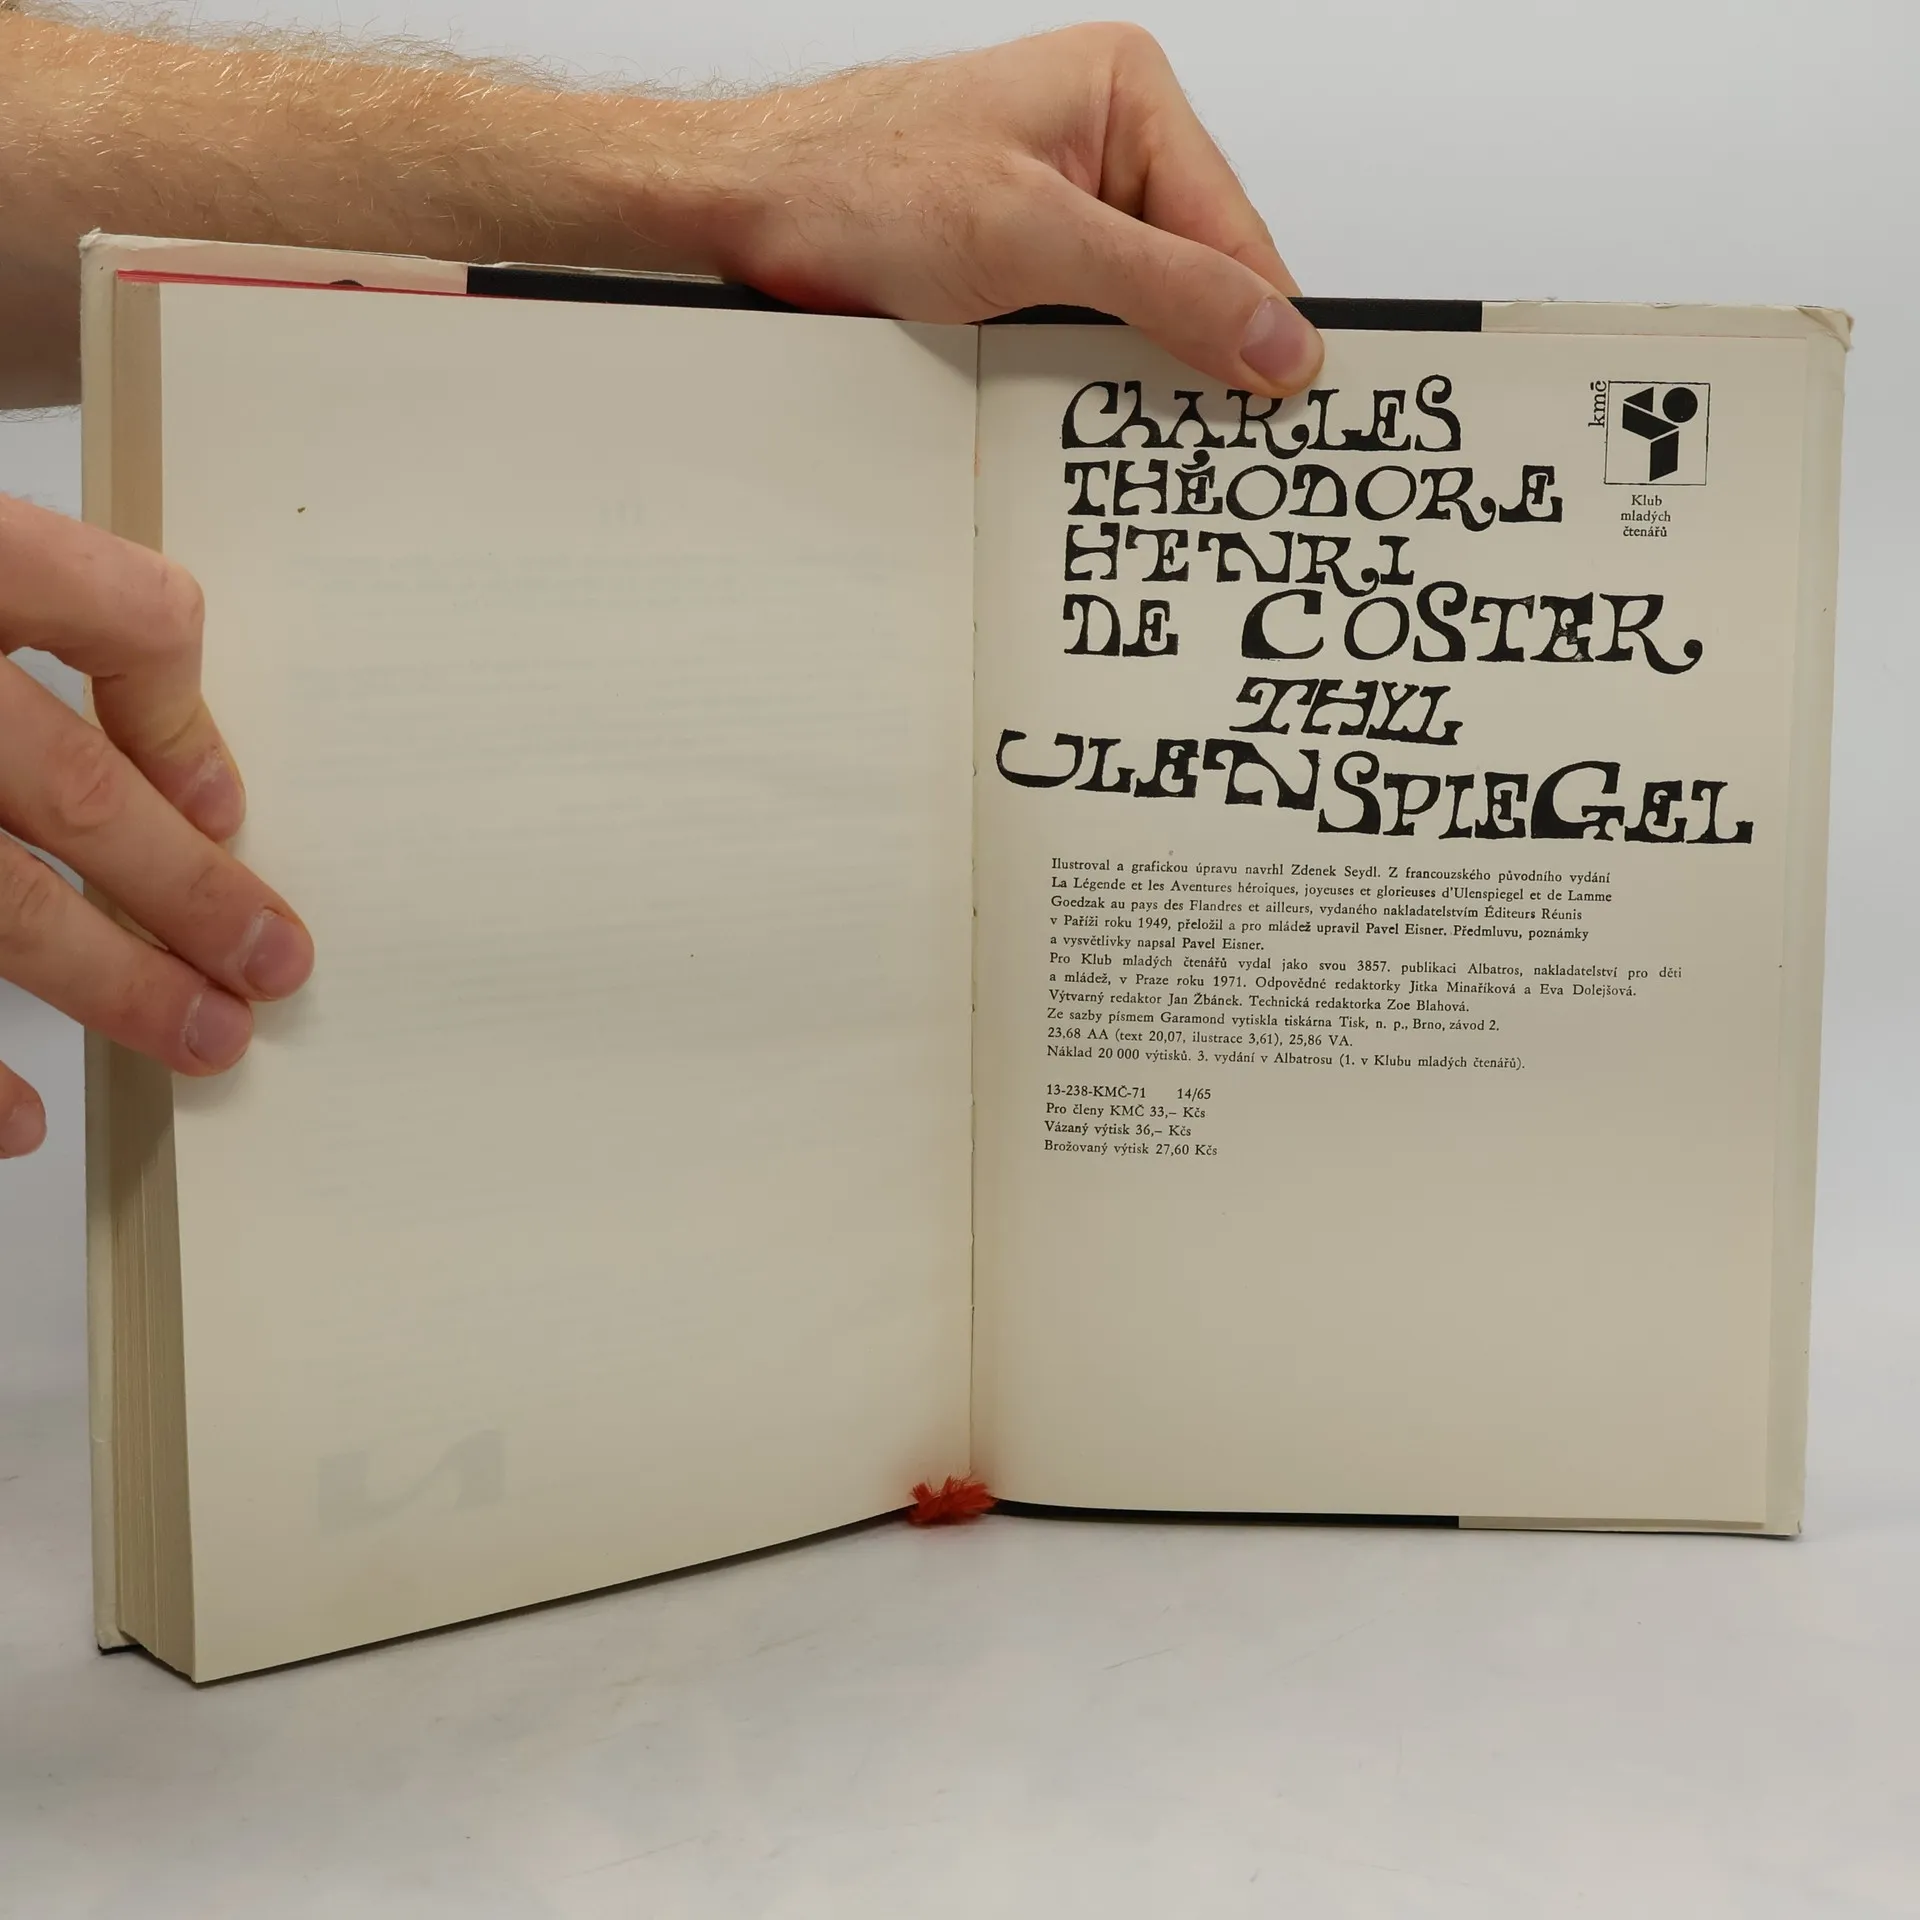 CHARLES
THÉODORE
HENRI
DE COSTER
THYL
ULENSPIEGEL
kmč
Klub
mladých
čtenářů
Ilustroval a grafickou úpravu navrhl Zdenek Seydl. Z francouzského původního vydání
La Légende et les Aventures héroiques, joyeuses et glorieuses d'Ulenspiegel et de Lamme
Goedzak au pays des Flandres et ailleurs, vydaného nakladatelstvím Éditeurs Réunis
v Paříži roku 1949, přeložil a pro mládež upravil Pavel Eisner. Předmluvu, poznámky
a vysvětlivky napsal Pavel Eisner.
Pro Klub mladých čtenářů vydal jako svou 3857. publikaci Albatros, nakladatelství pro děti
a mládež, v Praze roku 1971. Odpovědné redaktorky Jitka Minaříková a Eva Dolejšová.
Výtvarný redaktor Jan Žbánek. Technická redaktorka Zoe Blahová.
Ze sazby písmem Garamond vytiskla tiskárna Tisk, n. p., Brno, závod 2.
23,68 AA (text 20,07, ilustrace 3,61), 25,86 VA.
Náklad 20 000 výtisků. 3. vydání v Albatrosu (1. v Klubu mladých čtenářů).
13-238-KMČ-71 14/65
Pro členy KMČ 33,– Kčs
Vázaný výtisk 36,– Kčs
Brožovaný výtisk 27,60 Kčs